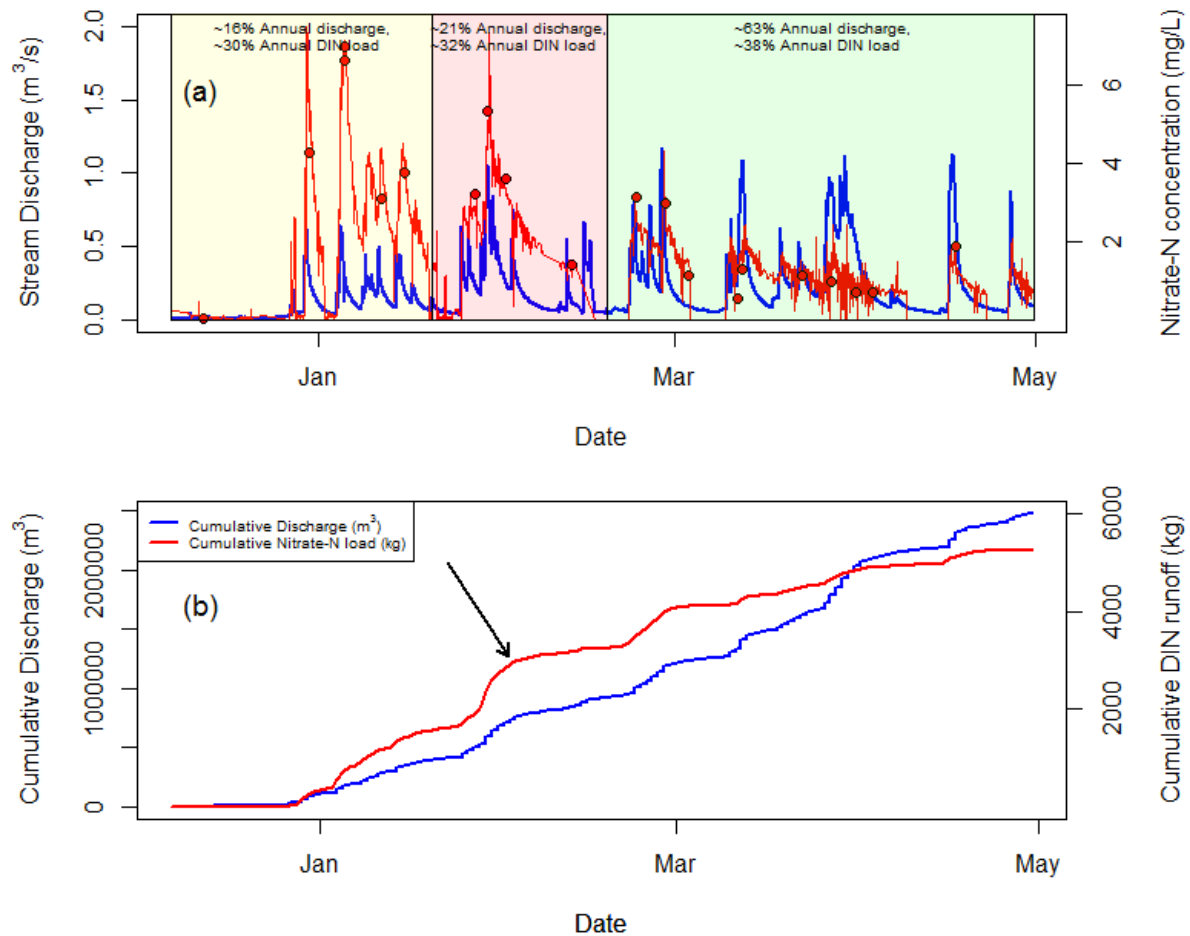 ~16% Annual discharge,
~30% Annual DIN load
~21% Annual discharge,
~32% Annual DIN load
~63% Annual discharge,
~38% Annual DIN load
(a)
Stream Discharge (m³/s)
0.0
0.5
1.0
1.5
2.0
Nitrate-N concentration (mg/L)
2
4
6
Jan
Mar
May
Date
Cumulative Discharge (m³)
Cumulative Nitrate-N load (kg)
(b)
Cumulative Discharge (m³)
0
1000000
2000000
Cumulative DIN runoff (kg)
2000
4000
6000
Jan
Mar
May
Date